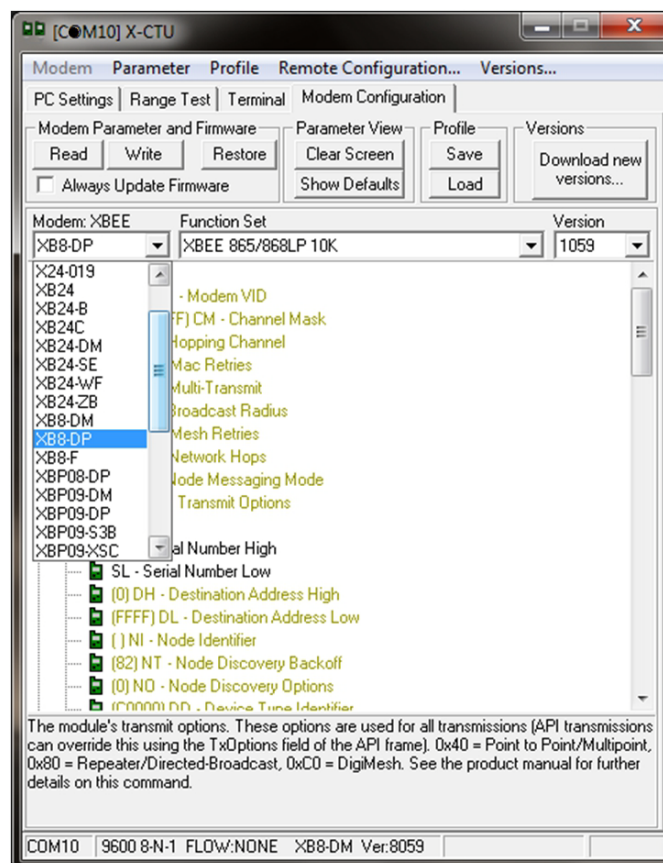 [COM10] X-CTU
Modem Parameter Profile Remote Configuration... Versions...
PC Settings Range Test Terminal Modem Configuration
Modem Parameter and Firmware Parameter View Profile Versions
Read Write Restore Clear Screen Save Download new versions...
Always Update Firmware Show Defaults Load
Modem: XBEE Function Set Version
XB8-DP XBEE 865/868LP 10K 1059
X24-019
XB24
XB24-B - Modem VID
XB24C FF) CM - Channel Mask
XB24-DM Hopping Channel
XB24-SE Mac Retries
XB24-WF Multi-Transmit
XB24-ZB Broadcast Radius
XB8-DM Mesh Retries
XB8-DP Network Hops
XB8-F Node Messaging Mode
XBP08-DP Transmit Options
XBP09-DM
XBP09-DP
XBP09-S3B
XBP09-XSC al Number High
SL - Serial Number Low
(0) DH - Destination Address High
(FFFF) DL - Destination Address Low
( ) NI - Node Identifier
(82) NT - Node Discovery Backoff
(0) NO - Node Discovery Options
(C0000) DD - Device Type Identifier
The module's transmit options. These options are used for all transmissions (API transmissions
can override this using the TxOptions field of the API frame). 0x40 = Point to Point/Multipoint,
0x80 = Repeater/Directed-Broadcast, 0xC0 = DigiMesh. See the product manual for further
details on this command.
COM10 9600 8-N-1 FLOW:NONE XB8-DM Ver:8059